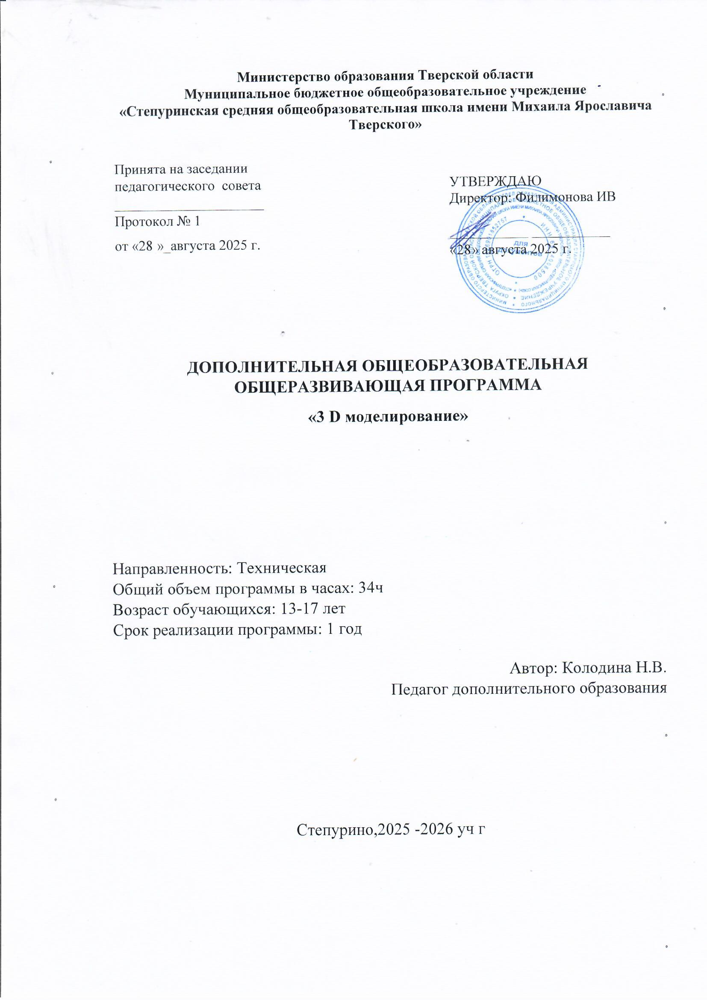 Министерство образования Тверской области
Муниципальное бюджетное общеобразовательное учреждение
«Степуринская средняя общеобразовательная школа имени Михаила Ярославича
Тверского»
Принята на заседании
педагогического совета
Протокол № 1
от «28 »_августа 2025 г.
УТВЕРЖДАЮ
Директор: Филимонова ИВ
«28» августа 2025 г.
для
документов
ДОПОЛНИТЕЛЬНАЯ ОБЩЕОБРАЗОВАТЕЛЬНАЯ
ОБЩЕРАЗВИВАЮЩАЯ ПРОГРАММА
«3 D моделирование»
Направленность: Техническая
Общий объем программы в часах: 34ч
Возраст обучающихся: 13-17 лет
Срок реализации программы: 1 год
Автор: Колодина Н.В.
Педагог дополнительного образования
Степурино,2025 -2026 уч г